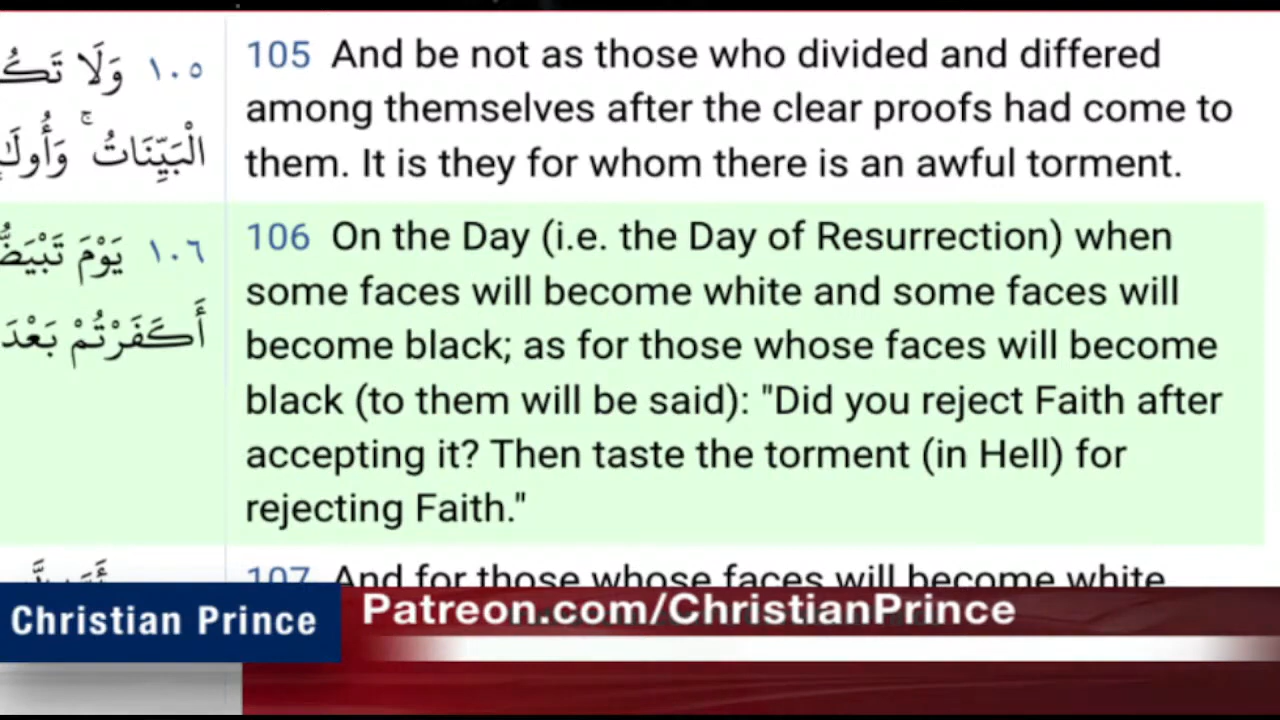 ١٠٥ وَلَا
105 And be not as those who divided and differed
among themselves after the clear proofs had come to
الْبَيِّنَاتُ ۚ
them. It is they for whom there is an awful torment.
١٠٦ يَوْمَ تَبْيَضُّ
106 On the Day (i.e. the Day of Resurrection) when
some faces will become white and some faces will
أَكَفَرْتُمْ بَعْدَ
become black; as for those whose faces will become
black (to them will be said): "Did you reject Faith after
accepting it? Then taste the torment (in Hell) for
rejecting Faith."
107 And for those whose faces will become white
Christian Prince
Patreon.com/ChristianPrince